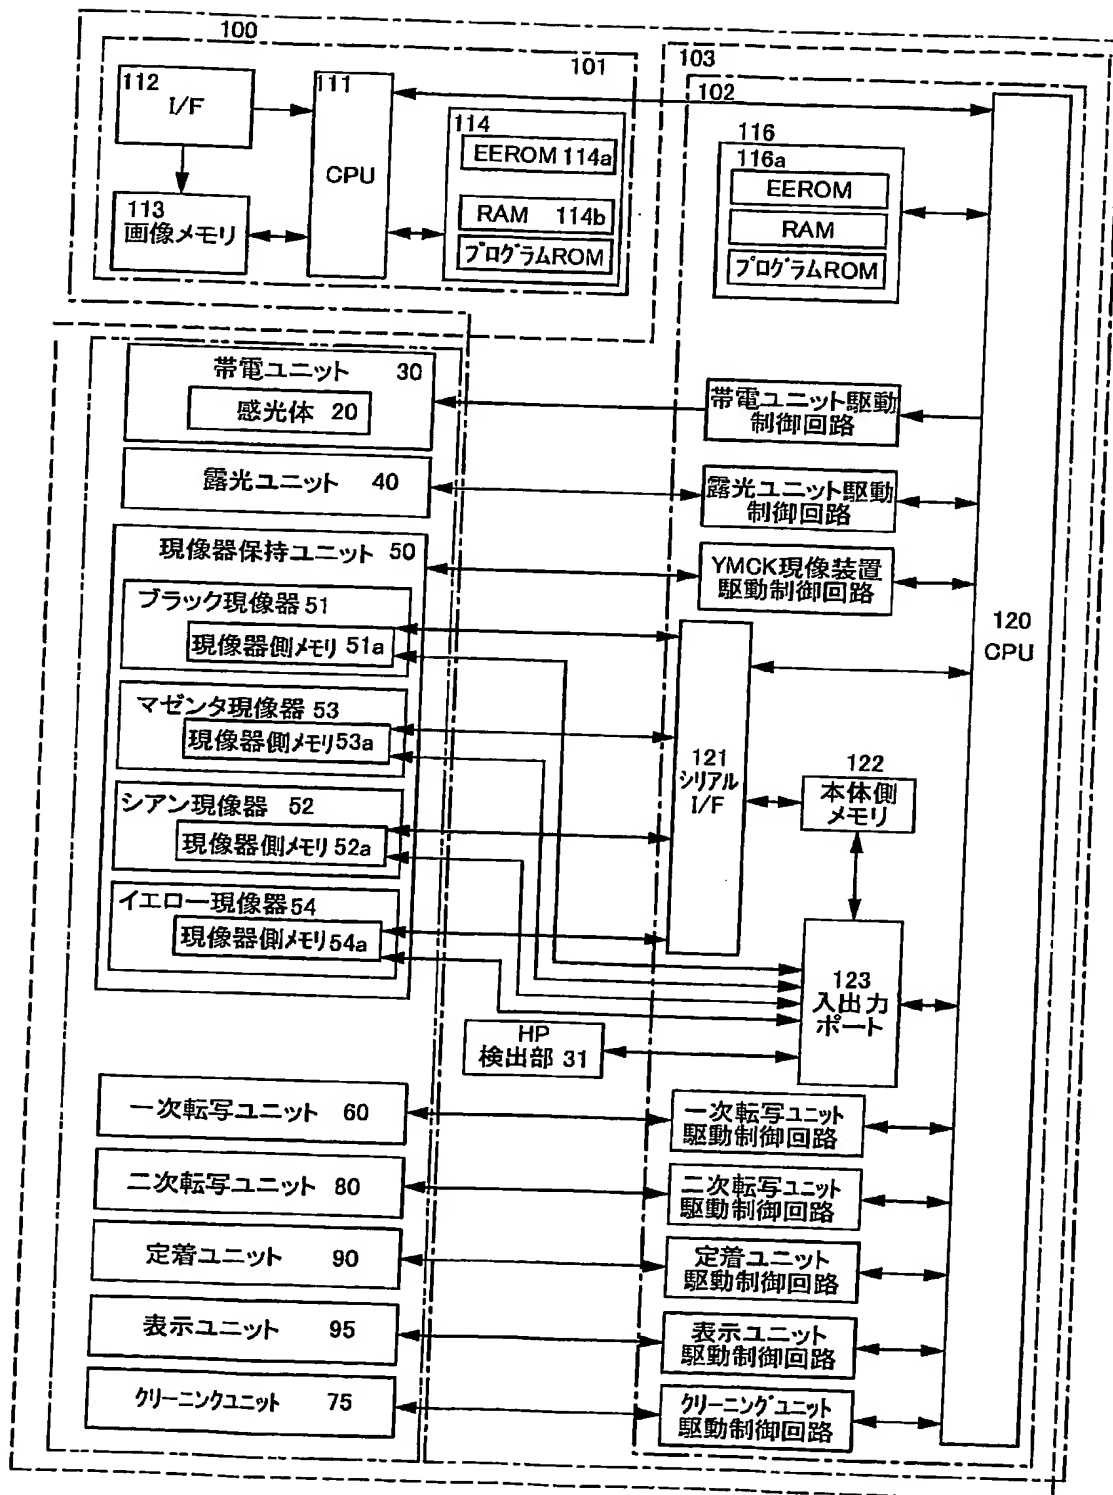 100
101
112
I/F
111
CPU
113
画像メモリ
114
EEROM 114a
RAM 114b
プログラムROM
103
102
116
116a
EEROM
RAM
プログラムROM
120
CPU
帯電ユニット 30
感光体 20
帯電ユニット駆動
制御回路
露光ユニット 40
露光ユニット駆動
制御回路
現像器保持ユニット 50
YMCK現像装置
駆動制御回路
ブラック現像器 51
現像器側メモリ 51a
マゼンタ現像器 53
現像器側メモリ 53a
シアン現像器 52
現像器側メモリ 52a
イエロー現像器 54
現像器側メモリ 54a
121
シリアル
I/F
122
本体側
メモリ
123
入出力
ポート
HP
検出部 31
一次転写ユニット 60
一次転写ユニット
駆動制御回路
二次転写ユニット 80
二次転写ユニット
駆動制御回路
定着ユニット 90
定着ユニット
駆動制御回路
表示ユニット 95
表示ユニット
駆動制御回路
クリーニングユニット 75
クリーニングユニット
駆動制御回路